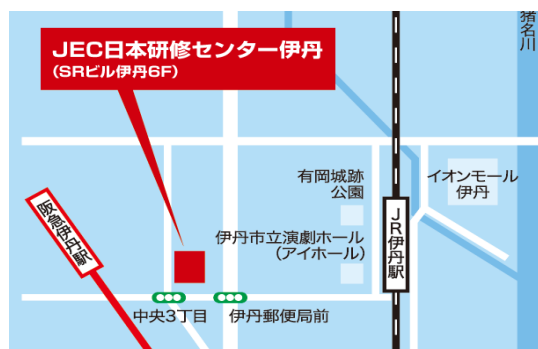 JEC日本研修センター伊丹
(SRビル伊丹6F)
猪名川
有岡城跡
公園
イオンモール
伊丹
阪急伊丹駅
伊丹市立演劇ホール
(アイホール)
JR伊丹駅
中央3丁目
伊丹郵便局前